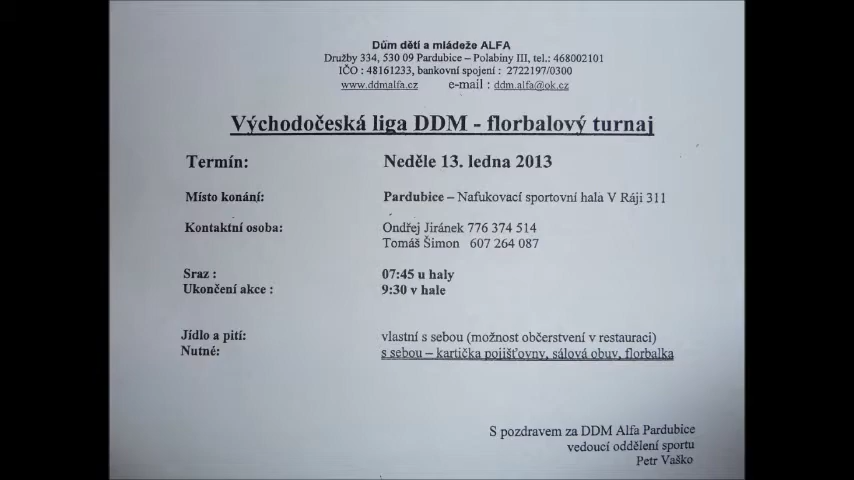 Dům dětí a mládeže ALFA
Družby 334, 530 09 Pardubice – Polabiny III, tel.: 468002101
IČO : 48161233, bankovní spojení : 2722197/0300
www.ddmalfa.cz e-mail : ddm.alfa@ok.cz
Východočeská liga DDM - florbalový turnaj
Termín: Neděle 13. ledna 2013
Místo konání: Pardubice – Nafukovací sportovní hala V Ráji 311
Kontaktní osoba: Ondřej Jiránek 776 374 514
Tomáš Šimon 607 264 087
Sraz : 07:45 u haly
Ukončení akce : 9:30 v hale
Jídlo a pití: vlastní s sebou (možnost občerstvení v restauraci)
Nutné: s sebou – kartička pojišťovny, sálová obuv, florbalka
S pozdravem za DDM Alfa Pardubice
vedoucí oddělení sportu
Petr Vaško